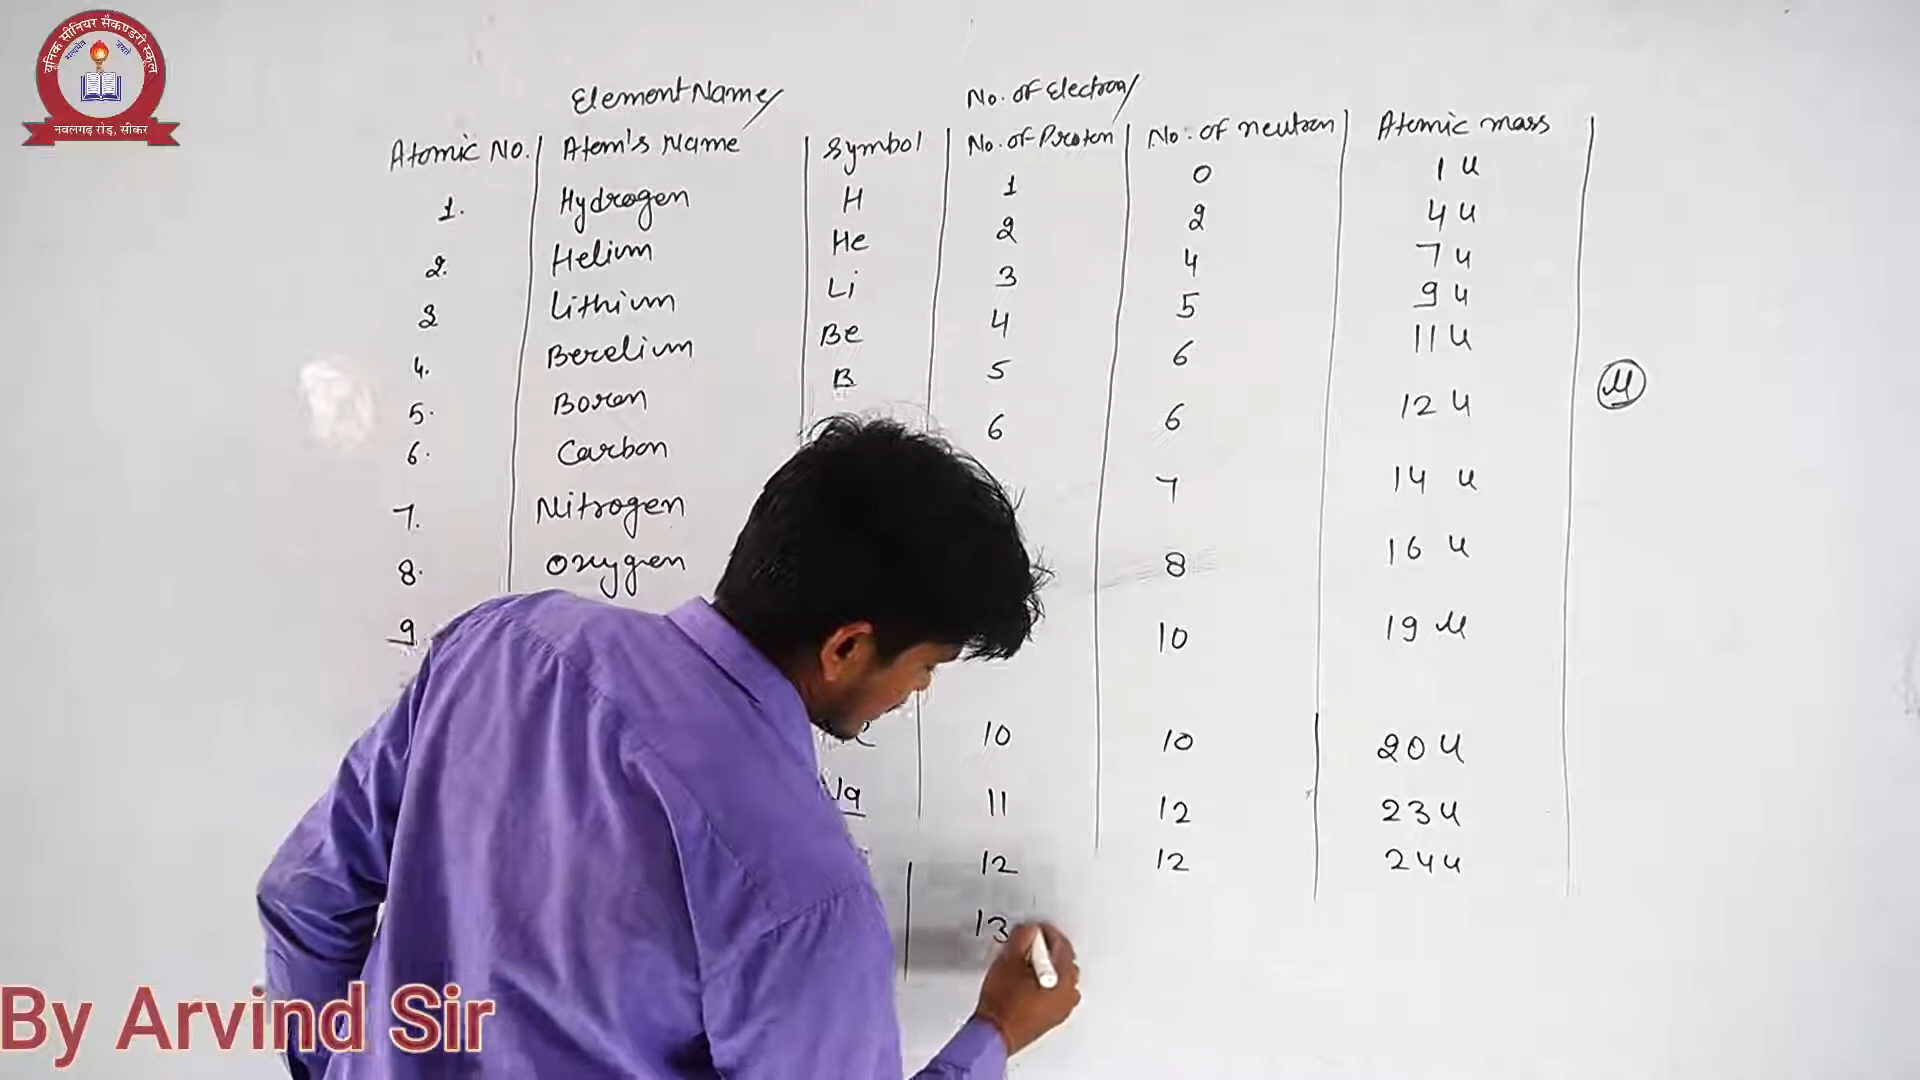 यूनिक सीनियर सैकण्डरी स्कूल
नवलगढ़ रोड़, सीकर
Element Name/ No. of Electron/
Atomic No. Atom's Name Symbol No. of Proton No. of neutron Atomic mass
1. Hydrogen H 1 0 1 u
2. Helium He 2 2 4 u
3 Lithium Li 3 4 7 u
4. Berelium Be 4 5 9 u
5. Boron B 5 6 11 u
6. Carbon 6 6 12 u
u
7. Nitrogen 7 14 u
8. Oxygen 8 16 u
9 10 19 u
10 10 20 u
Na 11 12 23 u
12 12 24 u
13
By Arvind Sir